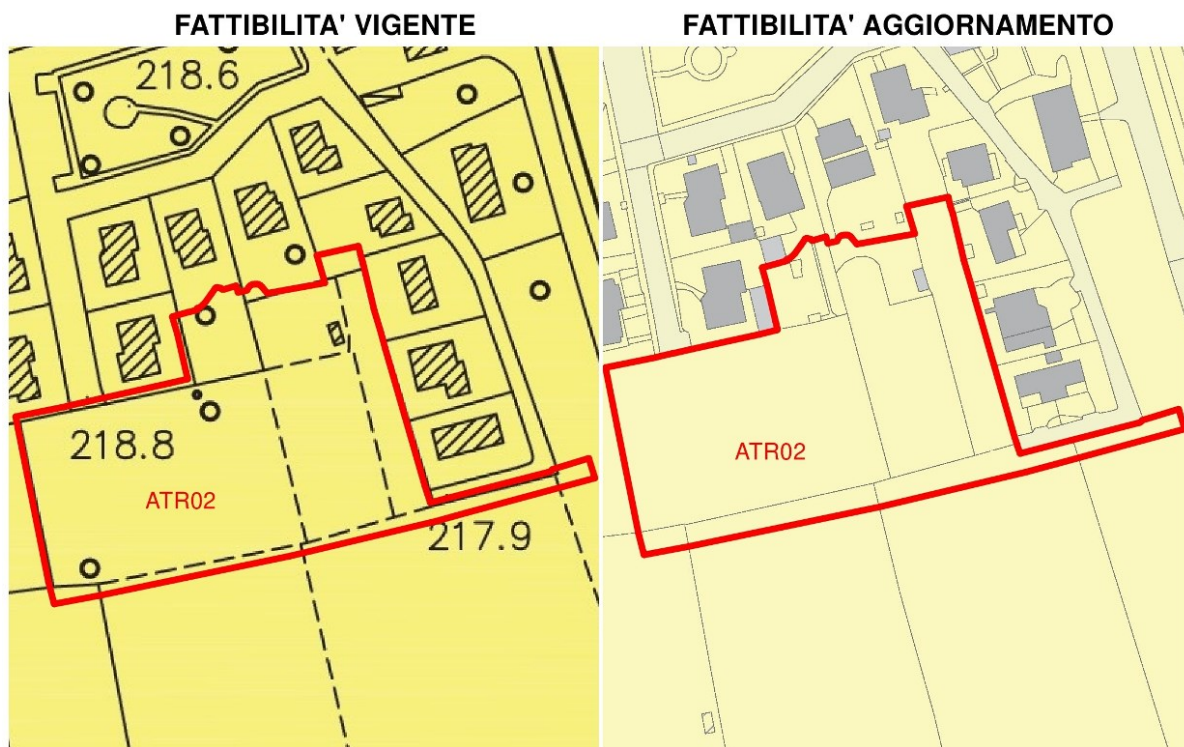 FATTIBILITA' VIGENTE
FATTIBILITA' AGGIORNAMENTO
218.6
218.8
ATR02
217.9
ATR02